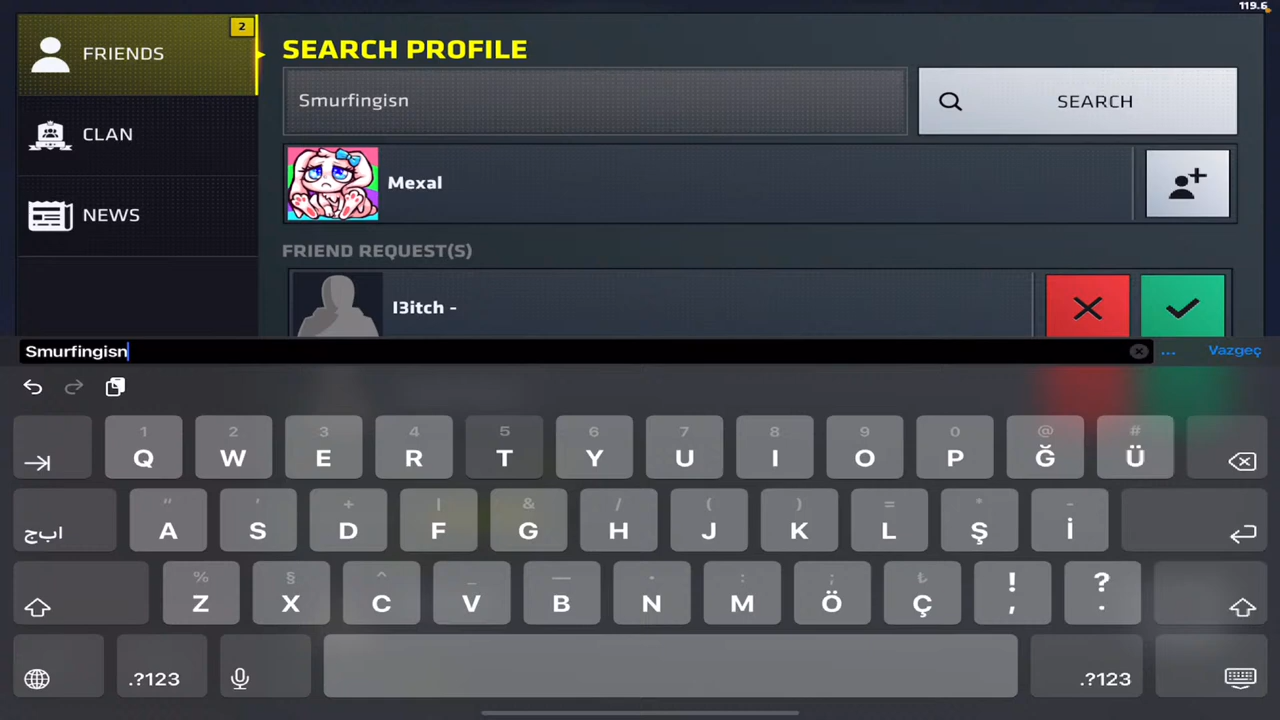 119.6
FRIENDS
2
CLAN
NEWS
SEARCH PROFILE
Smurfingisn
SEARCH
Mexal
FRIEND REQUEST(S)
l3itch -
Smurfingisn
... Vazgeç
1 2 3 4 5 6 7 8 9 0 @ #
Q W E R T Y U I O P Ğ Ü
" ' + | & / ( ) = * -
ابج A S D F G H J K L Ş İ
% § ^ _ — · : ; ₺ ! ?
Z X C V B N M Ö Ç , .
.?123 .?123